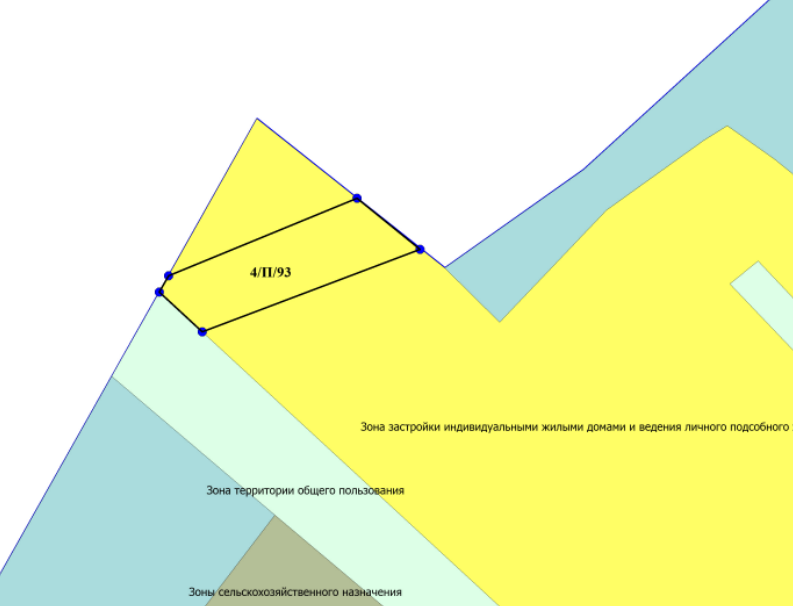 4/П/93
Зона застройки индивидуальными жилыми домами и ведения личного подсобного
Зона территории общего пользования
Зоны сельскохозяйственного назначения